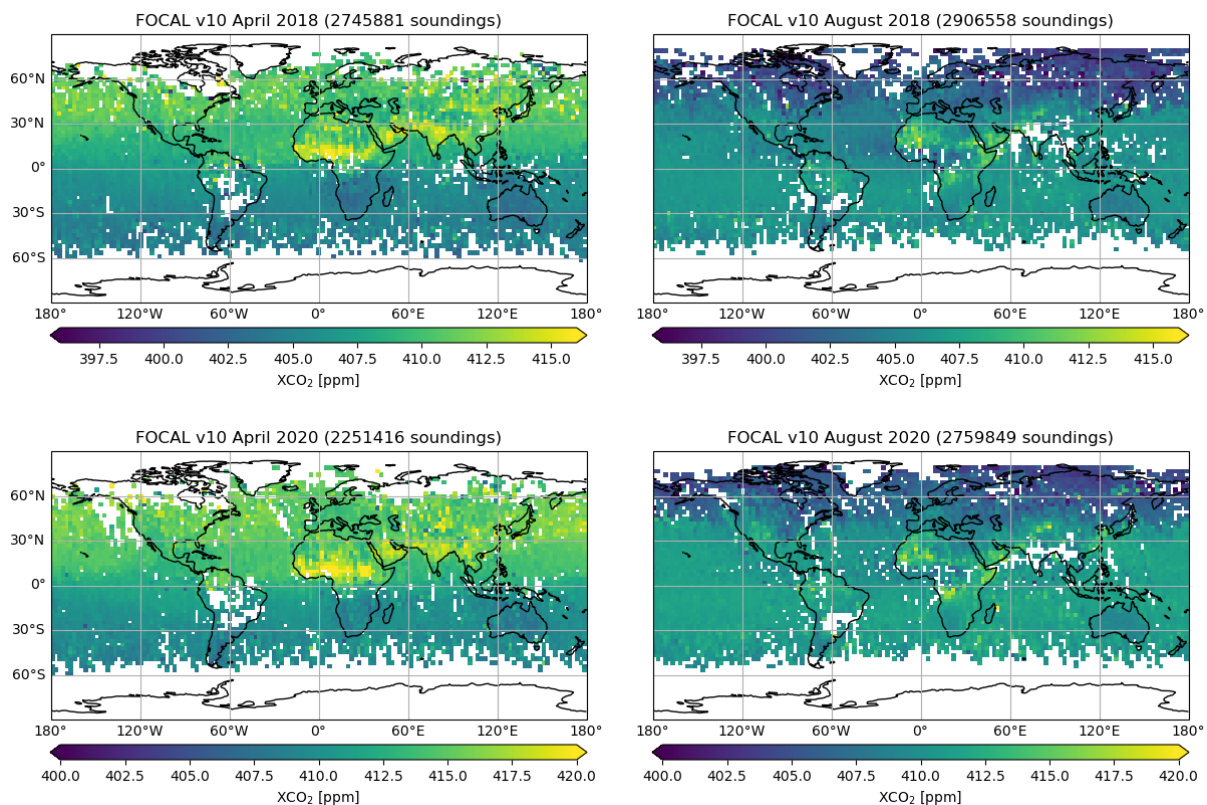 FOCAL v10 April 2018 (2745881 soundings)
60°N
30°N
0°
30°S
60°S
180° 120°W 60°W 0° 60°E 120°E 180°
397.5 400.0 402.5 405.0 407.5 410.0 412.5 415.0
XCO₂ [ppm]
FOCAL v10 August 2018 (2906558 soundings)
180° 120°W 60°W 0° 60°E 120°E 180°
397.5 400.0 402.5 405.0 407.5 410.0 412.5 415.0
XCO₂ [ppm]
FOCAL v10 April 2020 (2251416 soundings)
60°N
30°N
0°
30°S
60°S
180° 120°W 60°W 0° 60°E 120°E 180°
400.0 402.5 405.0 407.5 410.0 412.5 415.0 417.5 420.0
XCO₂ [ppm]
FOCAL v10 August 2020 (2759849 soundings)
180° 120°W 60°W 0° 60°E 120°E 180°
400.0 402.5 405.0 407.5 410.0 412.5 415.0 417.5 420.0
XCO₂ [ppm]